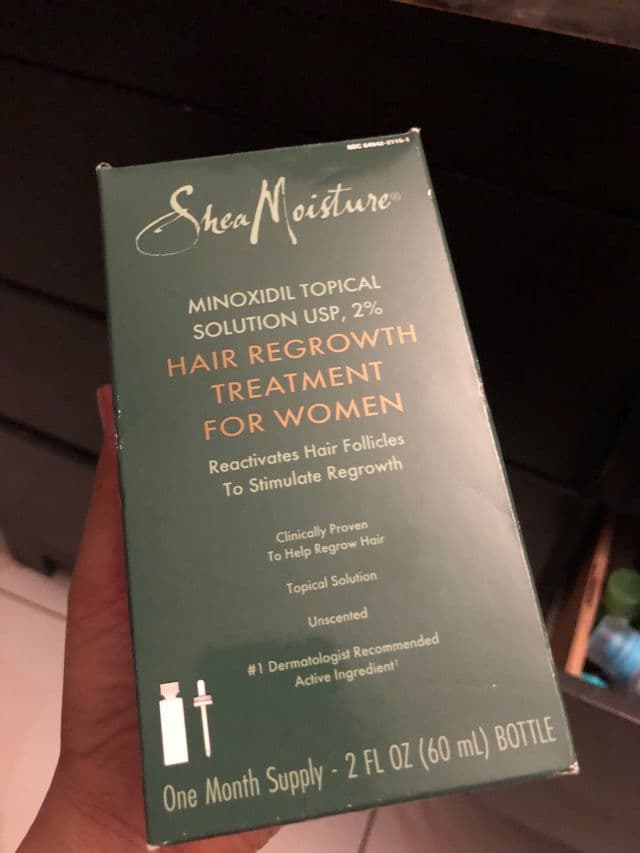 SheaMoisture®
MINOXIDIL TOPICAL
SOLUTION USP, 2%
HAIR REGROWTH
TREATMENT
FOR WOMEN
Reactivates Hair Follicles
To Stimulate Regrowth
Clinically Proven
To Help Regrow Hair
Topical Solution
Unscented
#1 Dermatologist Recommended
Active Ingredient†
One Month Supply - 2 FL OZ (60 mL) BOTTLE